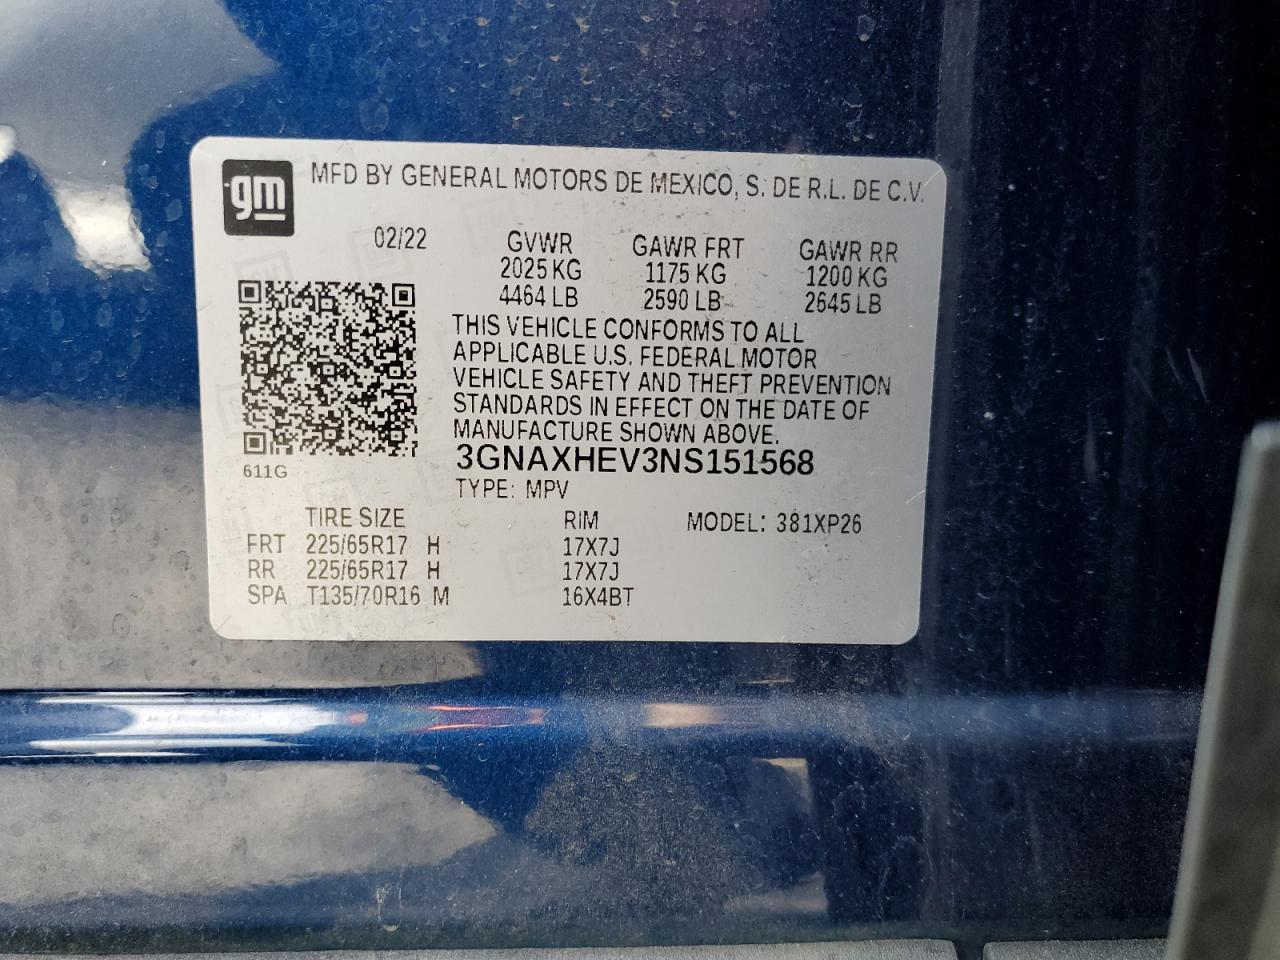 gm
MFD BY GENERAL MOTORS DE MEXICO, S. DE R.L. DE C.V.
02/22 GVWR GAWR FRT GAWR RR
2025 KG 1175 KG 1200 KG
4464 LB 2590 LB 2645 LB
THIS VEHICLE CONFORMS TO ALL
APPLICABLE U.S. FEDERAL MOTOR
VEHICLE SAFETY AND THEFT PREVENTION
STANDARDS IN EFFECT ON THE DATE OF
MANUFACTURE SHOWN ABOVE.
3GNAXHEV3NS151568
611G
TYPE: MPV
TIRE SIZE RIM MODEL: 381XP26
FRT 225/65R17 H 17X7J
RR 225/65R17 H 17X7J
SPA T135/70R16 M 16X4BT